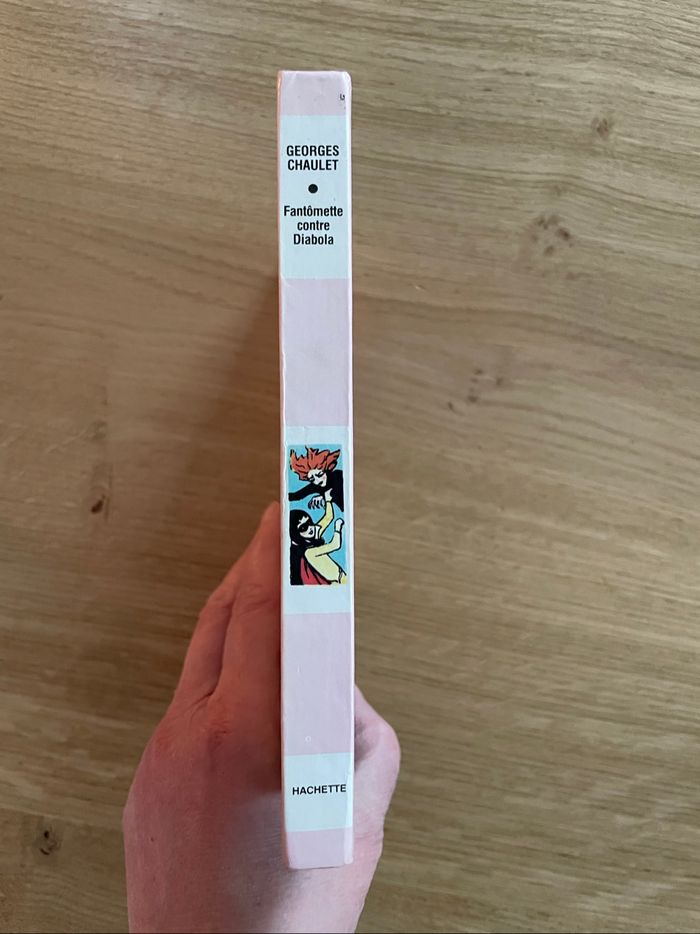 GEORGES
CHAULET
Fantômette
contre
Diabola
HACHETTE